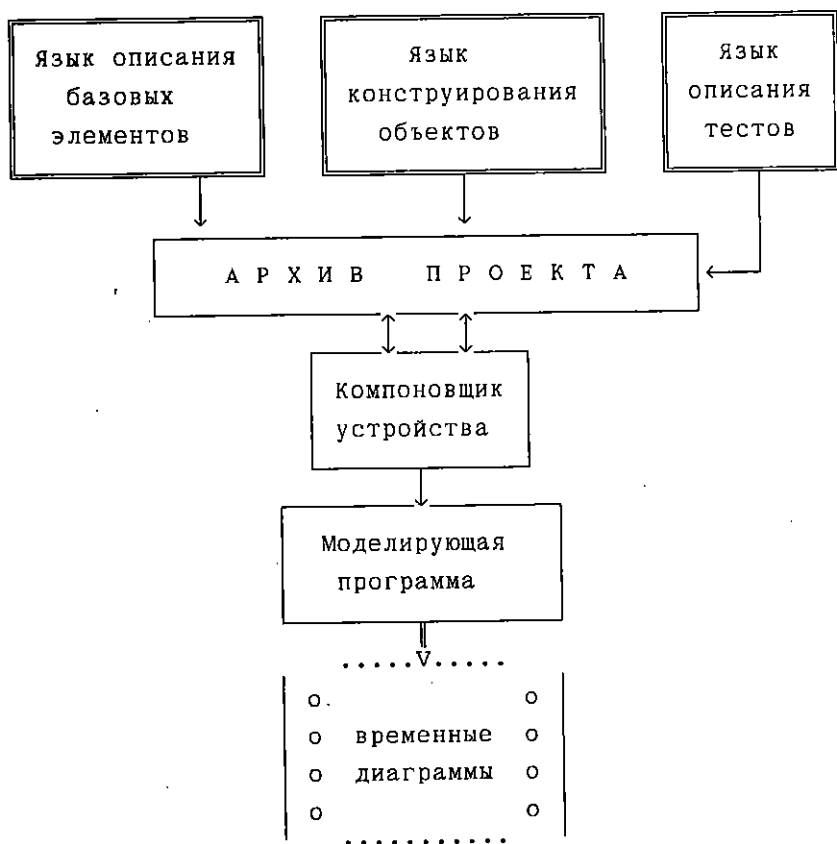 Язык описания
базовых
элементов
Язык
конструирования
объектов
Язык
описания
тестов
А Р Х И В П Р О Е К Т А
Компоновщик
устройства
Моделирующая
программа
.....V.....
о. о
о временные о
о диаграммы о
о о
...........